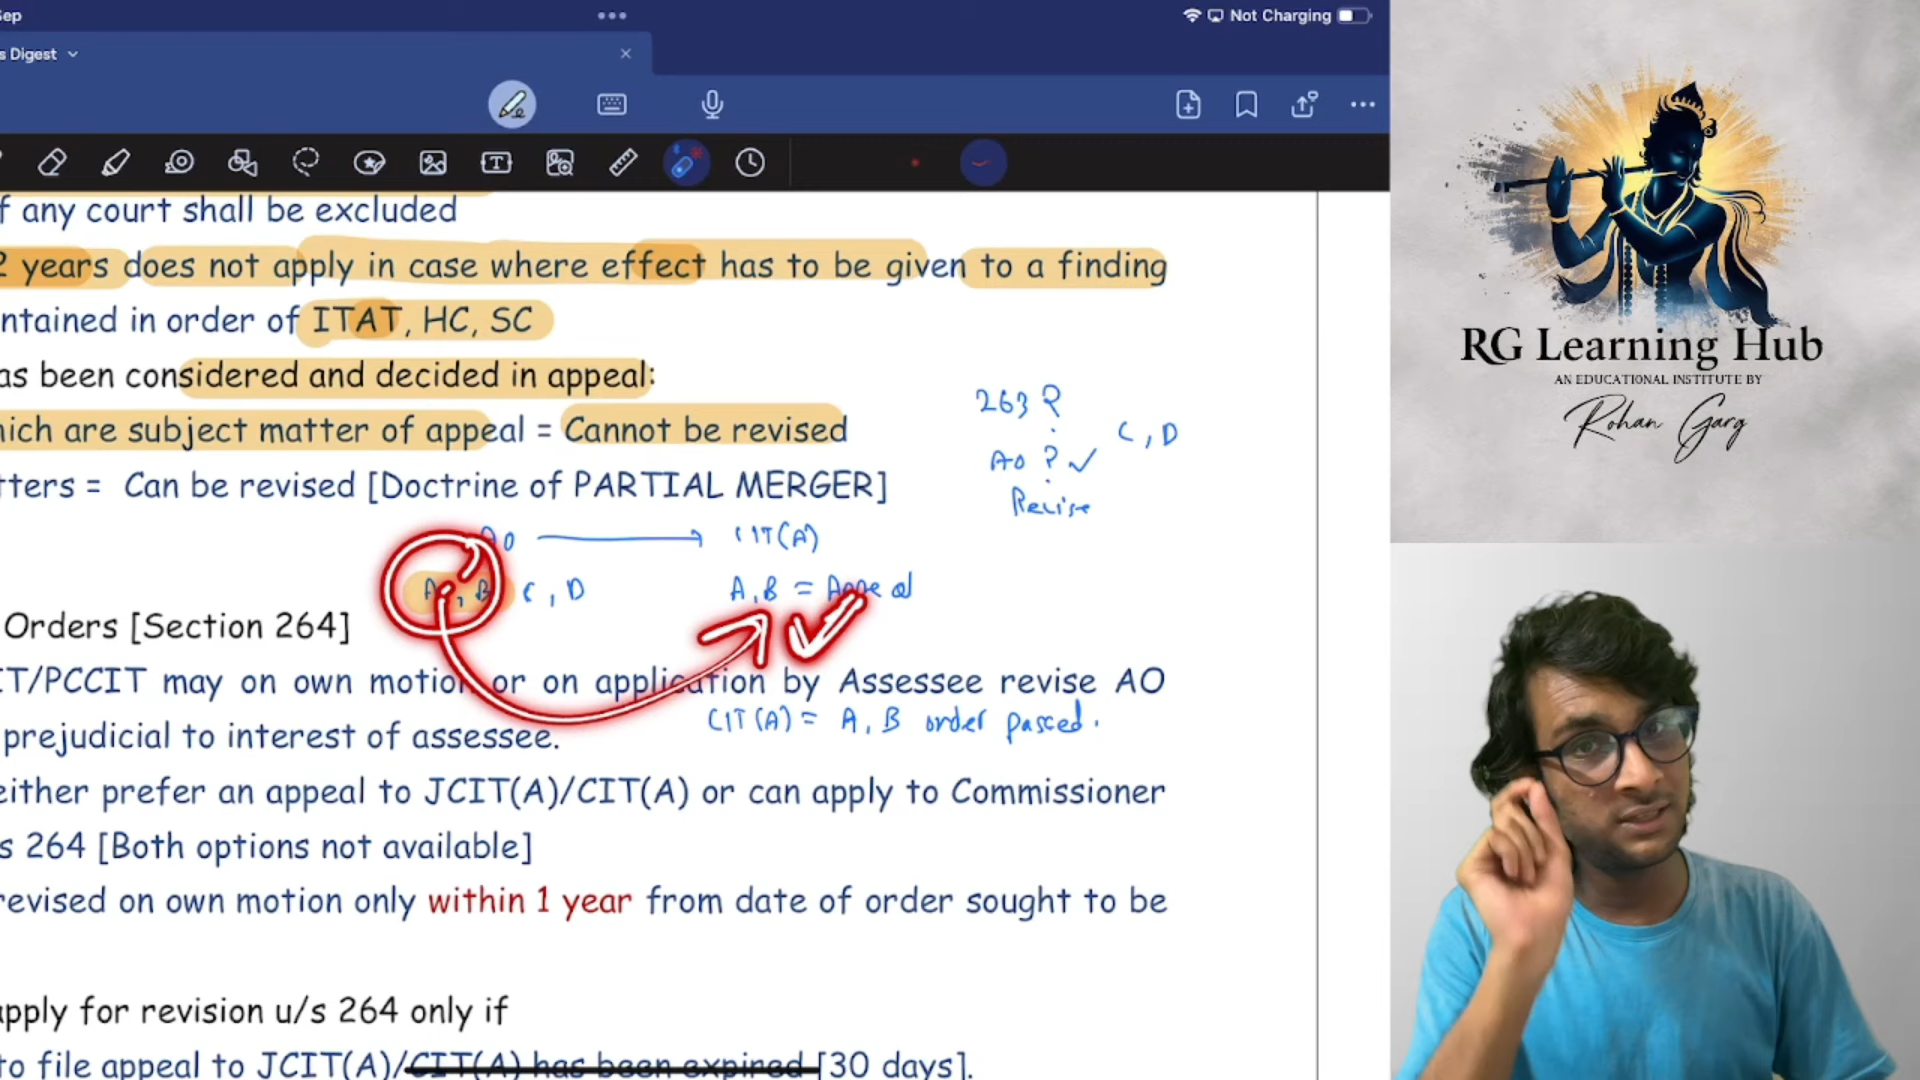 Sep
Not Charging
s Digest
f any court shall be excluded
2 years does not apply in case where effect has to be given to a finding
ntained in order of ITAT, HC, SC
as been considered and decided in appeal:
hich are subject matter of appeal = Cannot be revised
tters = Can be revised [Doctrine of PARTIAL MERGER]
263 ?
C, D
AO ? ✓
Revise
AO → CIT(A)
A, B, C, D
A, B = Appeal
Orders [Section 264]
IT/PCCIT may on own motion or on application by Assessee revise AO
CIT(A) = A, B order passed.
prejudicial to interest of assessee.
either prefer an appeal to JCIT(A)/CIT(A) or can apply to Commissioner
s 264 [Both options not available]
revised on own motion only within 1 year from date of order sought to be
apply for revision u/s 264 only if
to file appeal to JCIT(A)/CIT(A) has been expired [30 days].
RG Learning Hub
AN EDUCATIONAL INSTITUTE BY
Rohan Garg